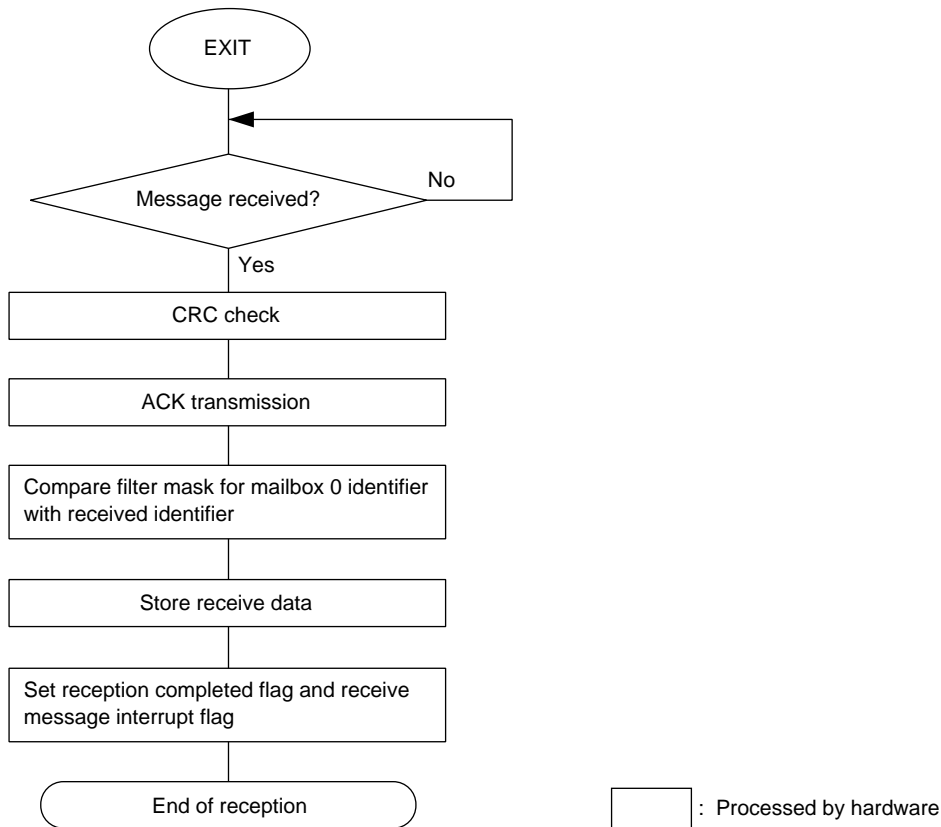 EXIT
Message received?
No
Yes
CRC check
ACK transmission
Compare filter mask for mailbox 0 identifier
with received identifier
Store receive data
Set reception completed flag and receive
message interrupt flag
End of reception
: Processed by hardware